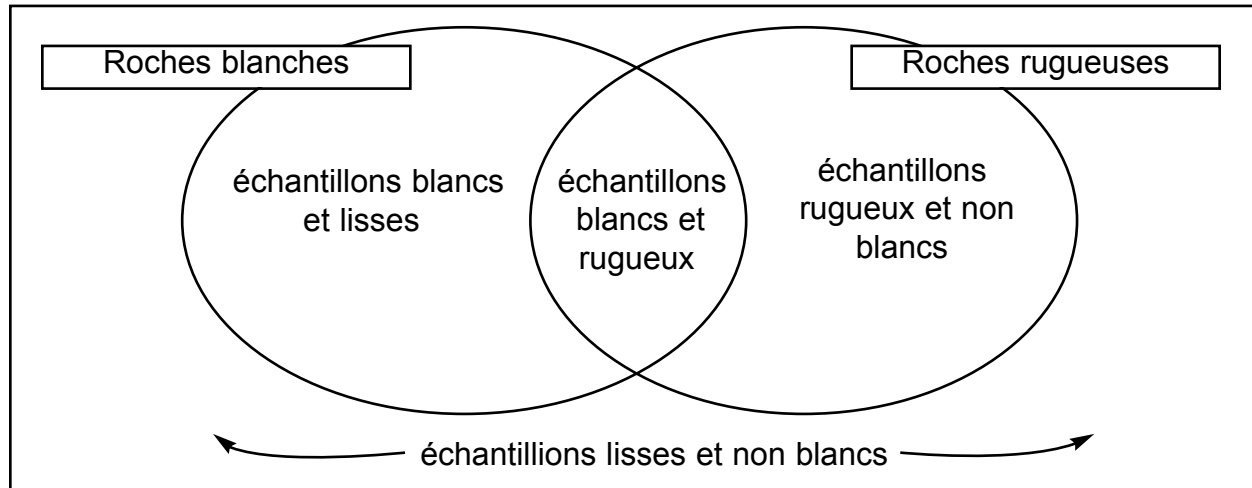 Roches blanches
Roches rugueuses
échantillons blancs
et lisses
échantillons
blancs et
rugueux
échantillons
rugueux et non
blancs
échantillions lisses et non blancs